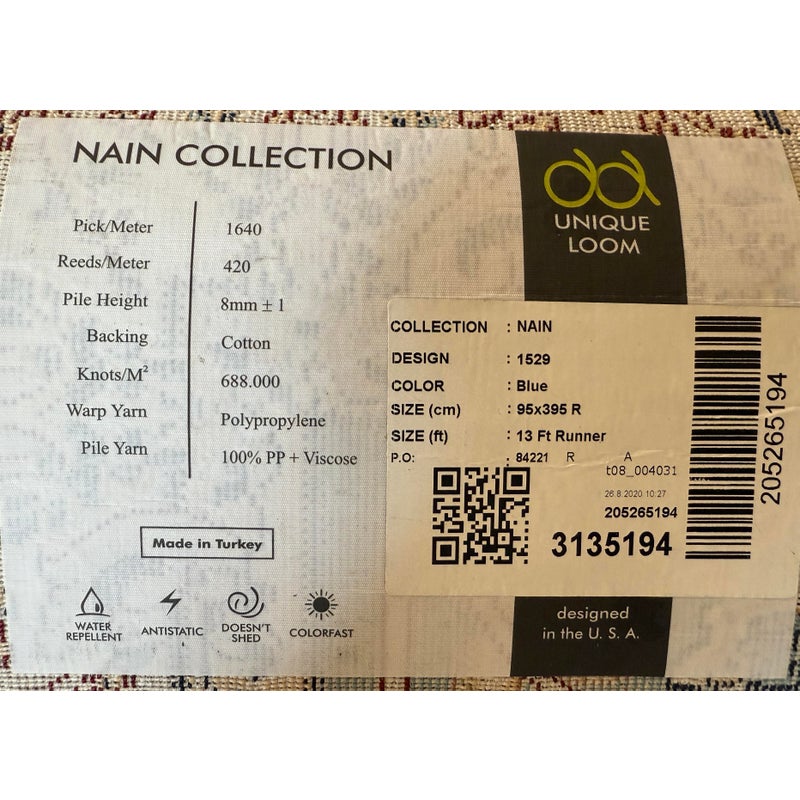 NAIN COLLECTION
Pick/Meter 1640
Reeds/Meter 420
Pile Height 8mm ± 1
Backing Cotton
Knots/M² 688.000
Warp Yarn Polypropylene
Pile Yarn 100% PP + Viscose
Made in Turkey
WATER REPELLENT
ANTISTATIC
DOESN'T SHED
COLORFAST
UNIQUE
LOOM
COLLECTION : NAIN
DESIGN : 1529
COLOR : Blue
SIZE (cm) : 95x395 R
SIZE (ft) : 13 Ft Runner
P.O: : 84221 R A
t08_004031
26.8.2020 10:27
205265194
3135194
205265194
designed
in the U. S. A.